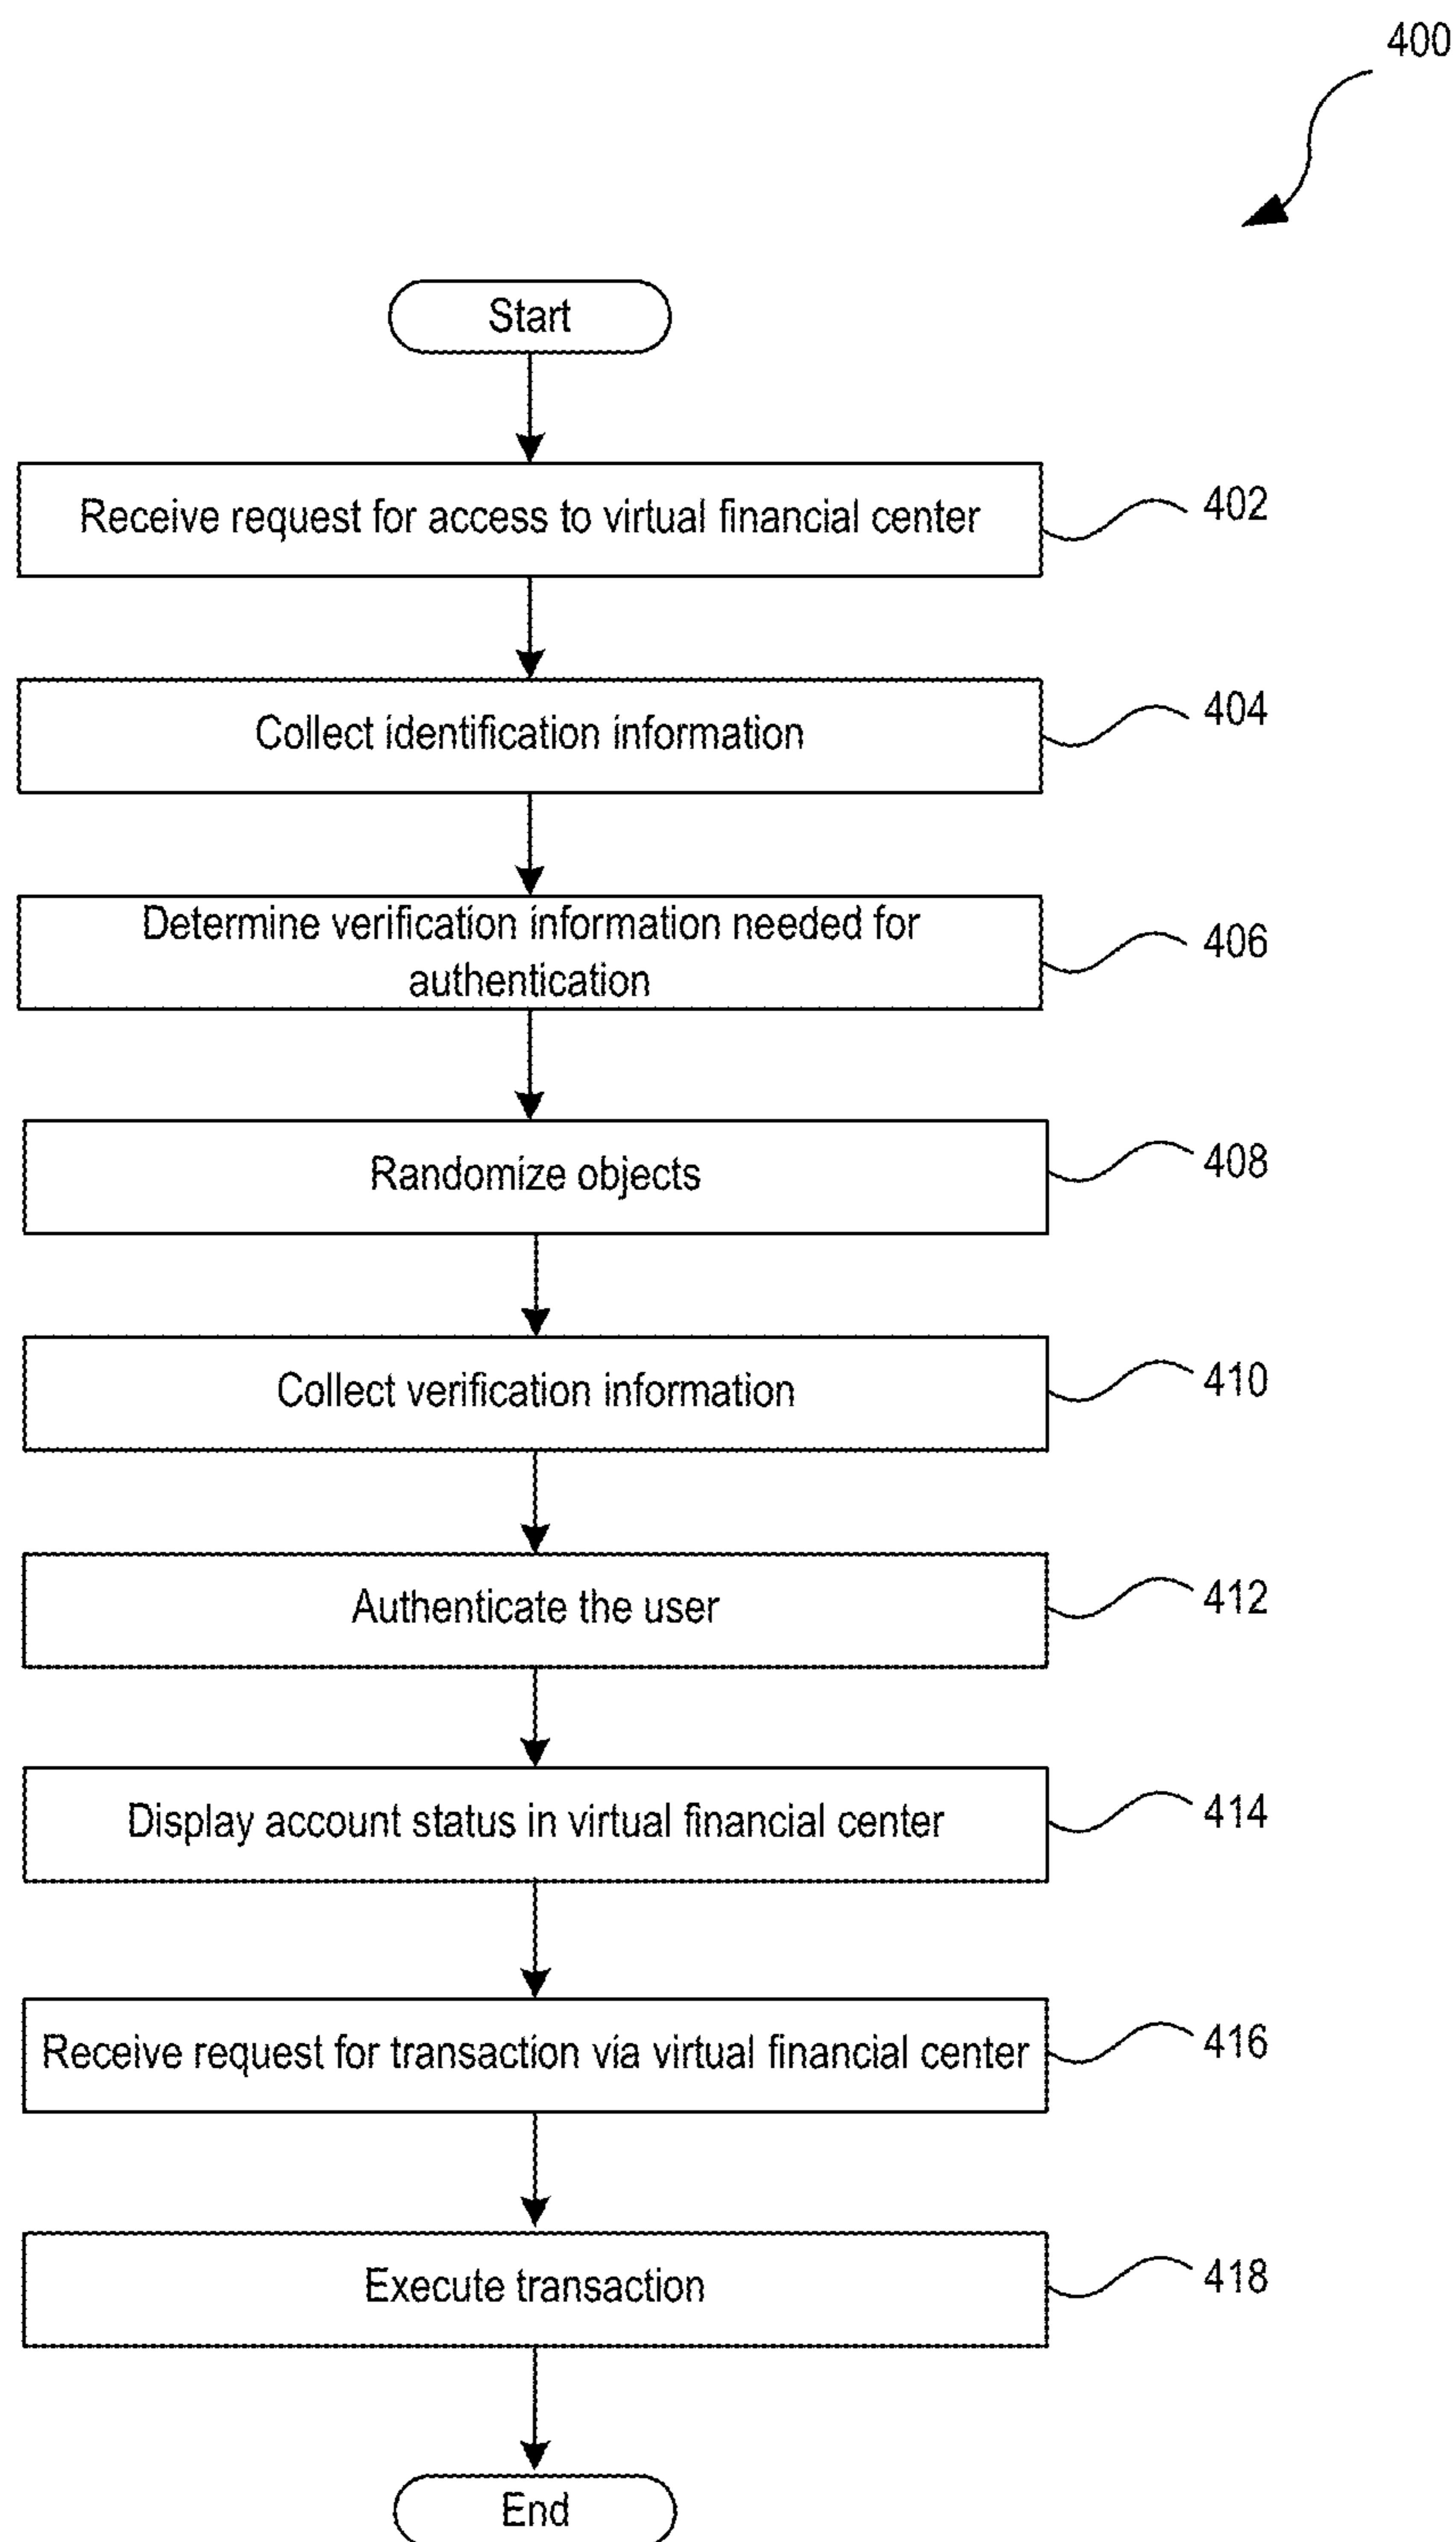 400
Start
Receive request for access to virtual financial center
402
Collect identification information
404
Determine verification information needed for
authentication
406
Randomize objects
408
Collect verification information
410
Authenticate the user
412
Display account status in virtual financial center
414
Receive request for transaction via virtual financial center
416
Execute transaction
418
End